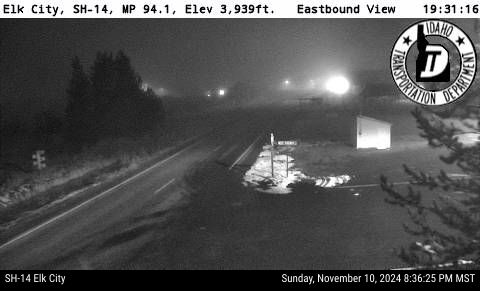 Elk City, SH-14, MP 94.1, Elev 3,939ft. Eastbound View 19:31:16
IDAHO
TRANSPORTATION DEPARTMENT
SH-14 Elk City Sunday, November 10, 2024 8:36:25 PM MST